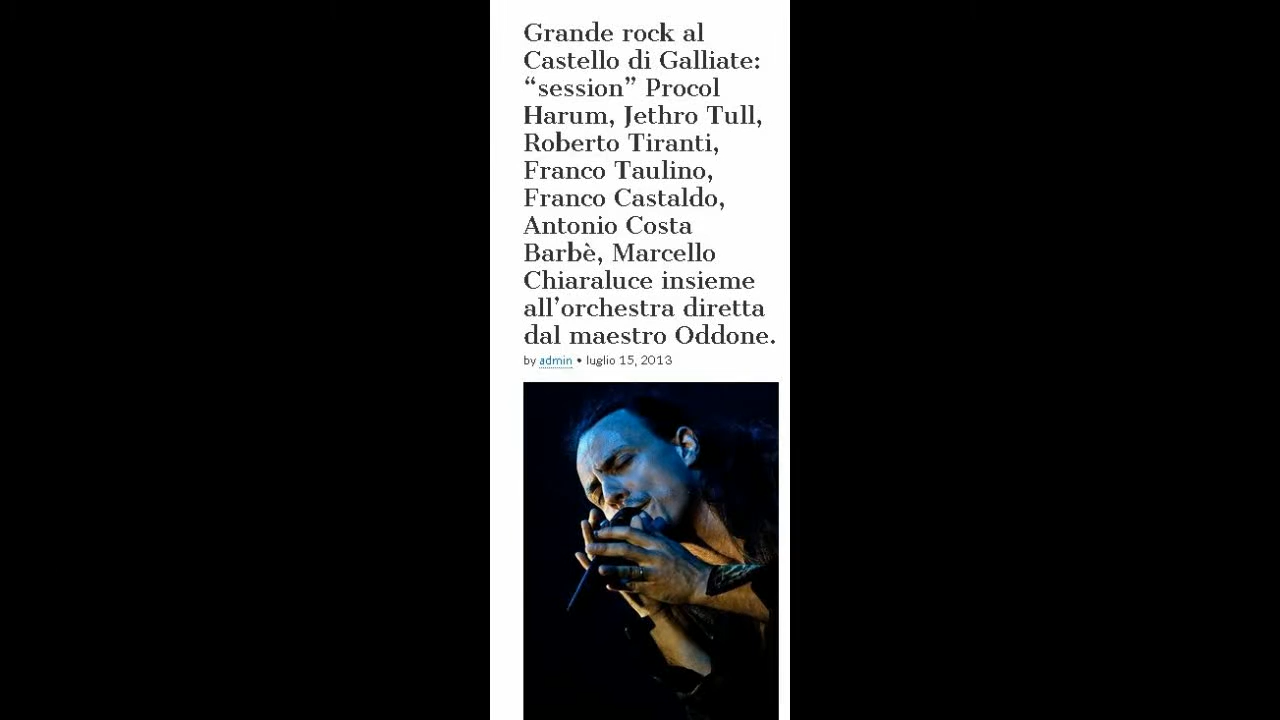 Grande rock al
Castello di Galliate:
“session” Procol
Harum, Jethro Tull,
Roberto Tiranti,
Franco Taulino,
Franco Castaldo,
Antonio Costa
Barbè, Marcello
Chiaraluce insieme
all’orchestra diretta
dal maestro Oddone.
by admin • luglio 15, 2013